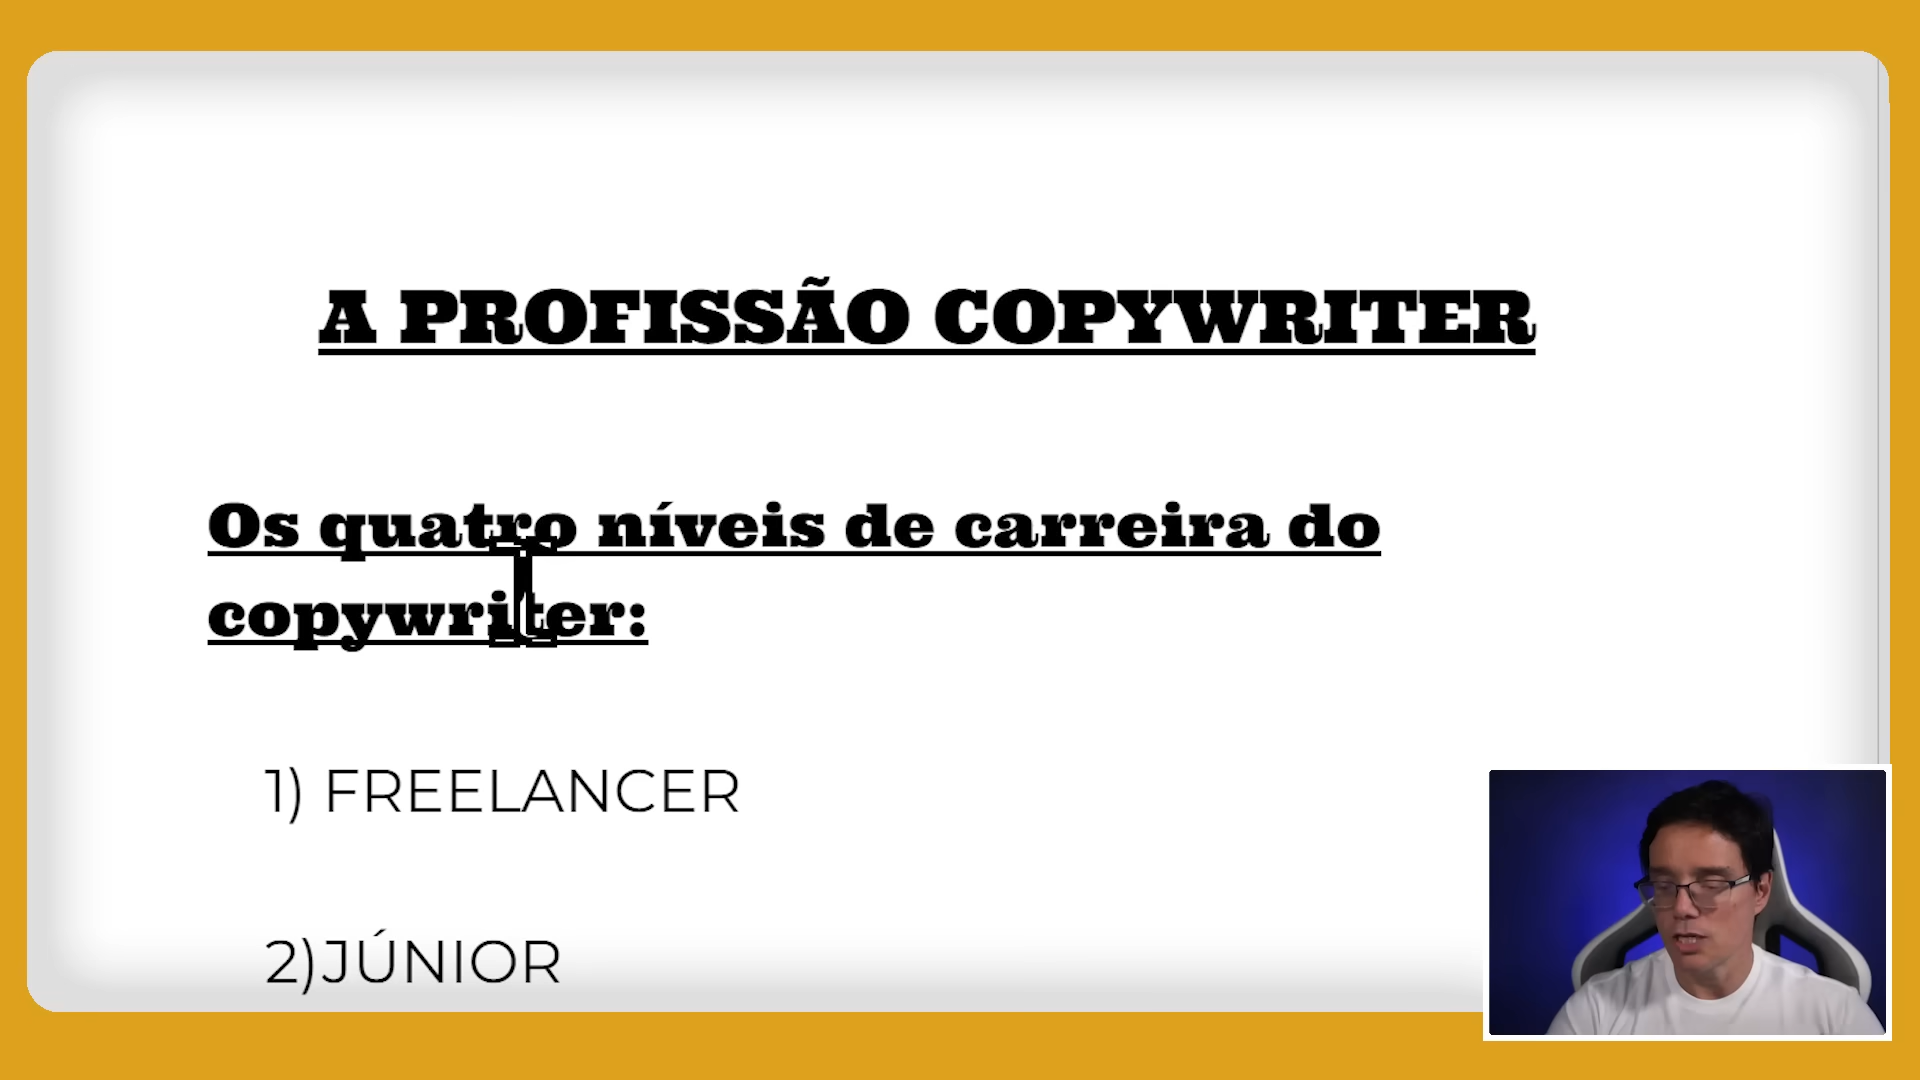 A PROFISSÃO COPYWRITER
Os quatro níveis de carreira do
copywriter:
1) FREELANCER
2)JÚNIOR